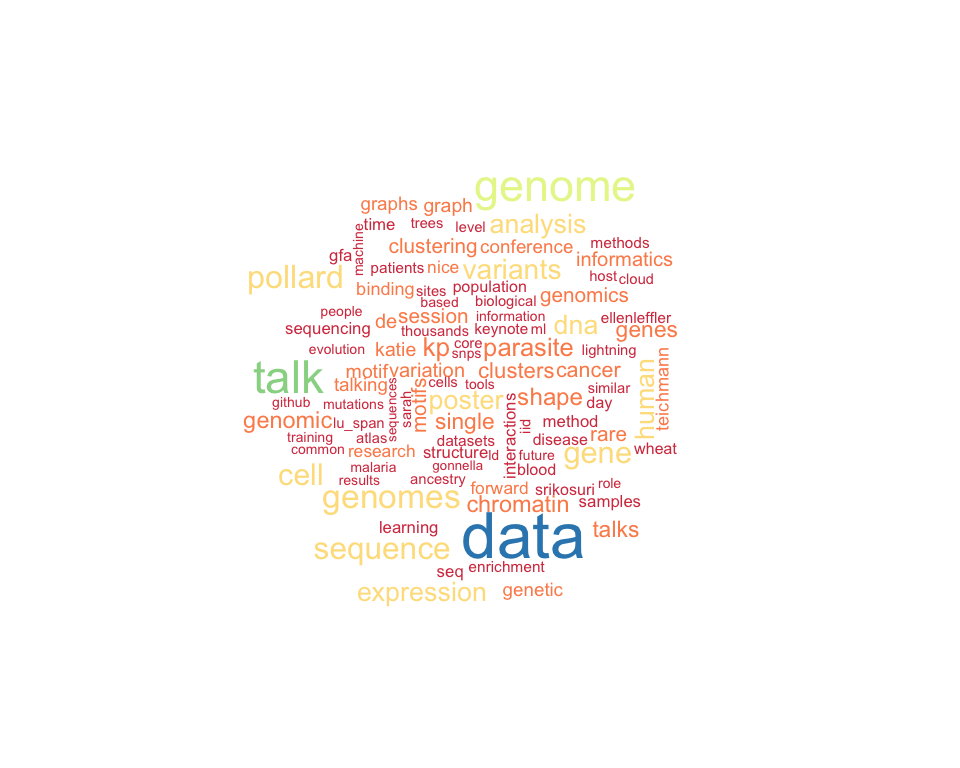 genome
graphs graph
time trees level analysis
machine
clustering conference methods
gfa informatics
patients nice variants host cloud
pollard
binding sites population
based biological genomics
people de session information ellenleffler
sequencing thousands keynote ml dna genes
evolution katie kp core parasite lightning
snps
talk motif variation clusters cancer
talking cells tools similar
human teichmann
github mutations sequences sarah motifs poster shape day
genomic lu_span single interactions iid method
training atlas datasets disease rare
common research structure ld future gene wheat
malaria gonnella blood
cell results ancestry forward srikosuri role
genomes chromatin samples
learning data talks
sequence
seq enrichment
expression genetic